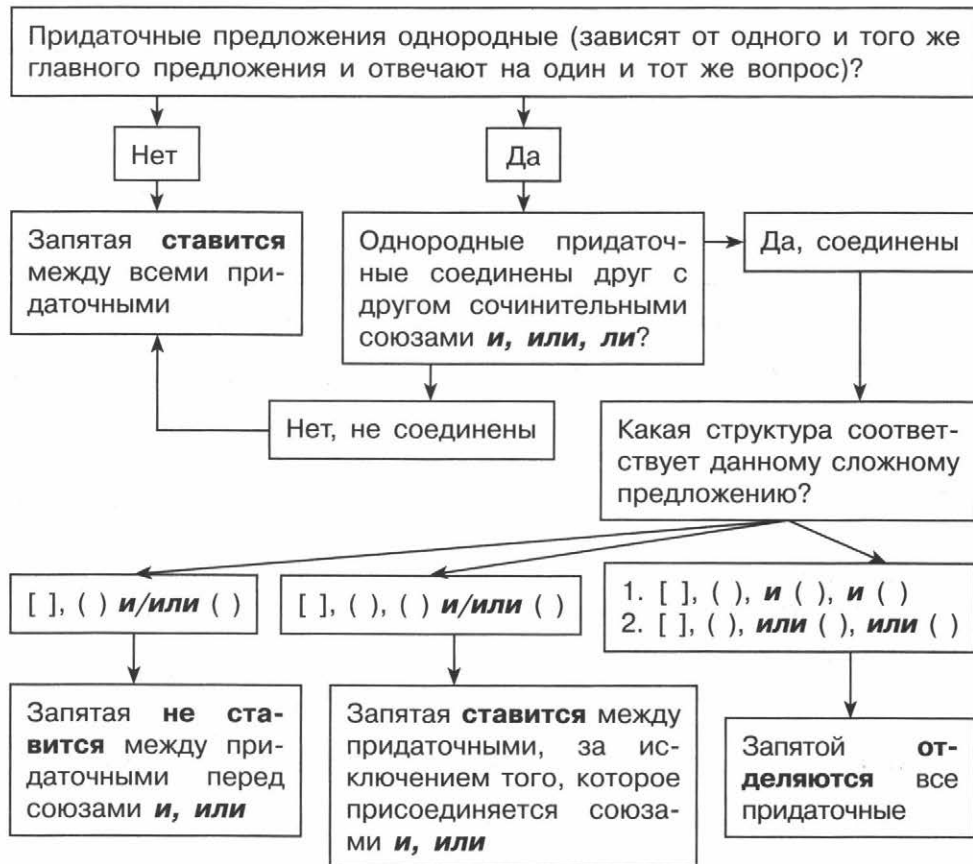 Придаточные предложения однородные (зависят от одного и того же
главного предложения и отвечают на один и тот же вопрос)?
Нет
Да
Запятая ставится
между всеми при-
даточными
Однородные придаточ-
ные соединены друг с
другом сочинительными
союзами и, или, ли?
Да, соединены
Нет, не соединены
Какая структура соответ-
ствует данному сложному
предложению?
[ ], ( ) и/или ( )
[ ], ( ), ( ) и/или ( )
1. [ ], ( ), и ( ), и ( )
2. [ ], ( ), или ( ), или ( )
Запятая не ста-
вится между при-
даточными перед
союзами и, или
Запятая ставится между
придаточными, за ис-
ключением того, которое
присоединяется союза-
ми и, или
Запятой от-
деляются все
придаточные